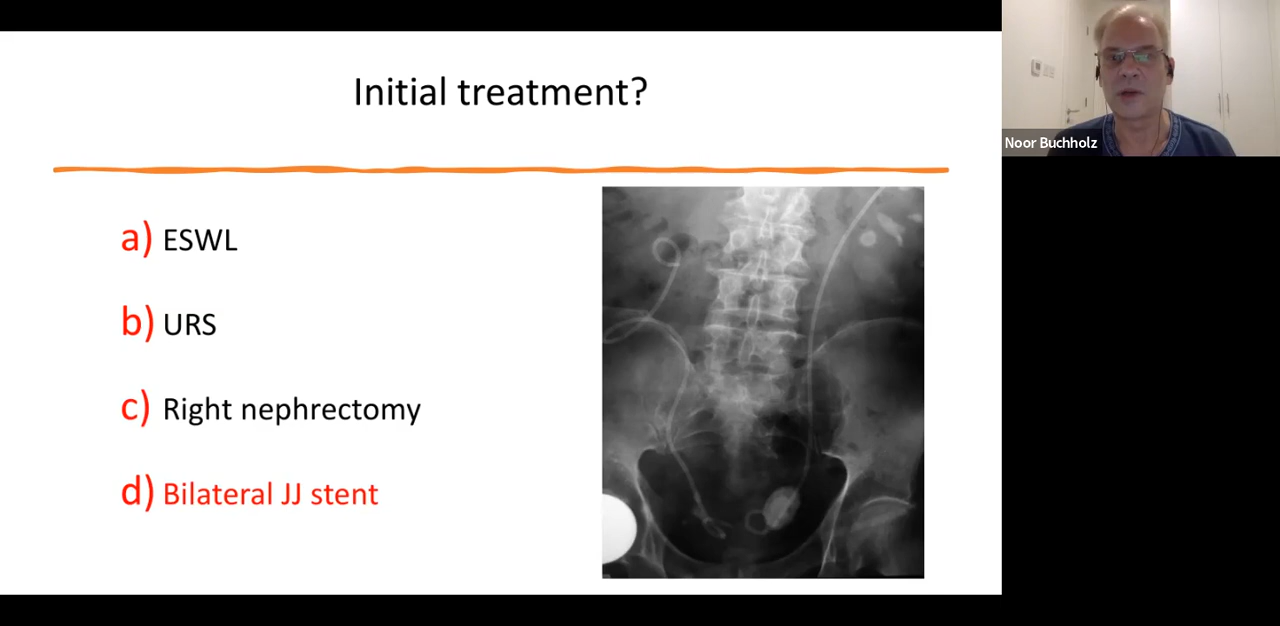 Initial treatment?
Noor Buchholz
a) ESWL
b) URS
c) Right nephrectomy
d) Bilateral JJ stent